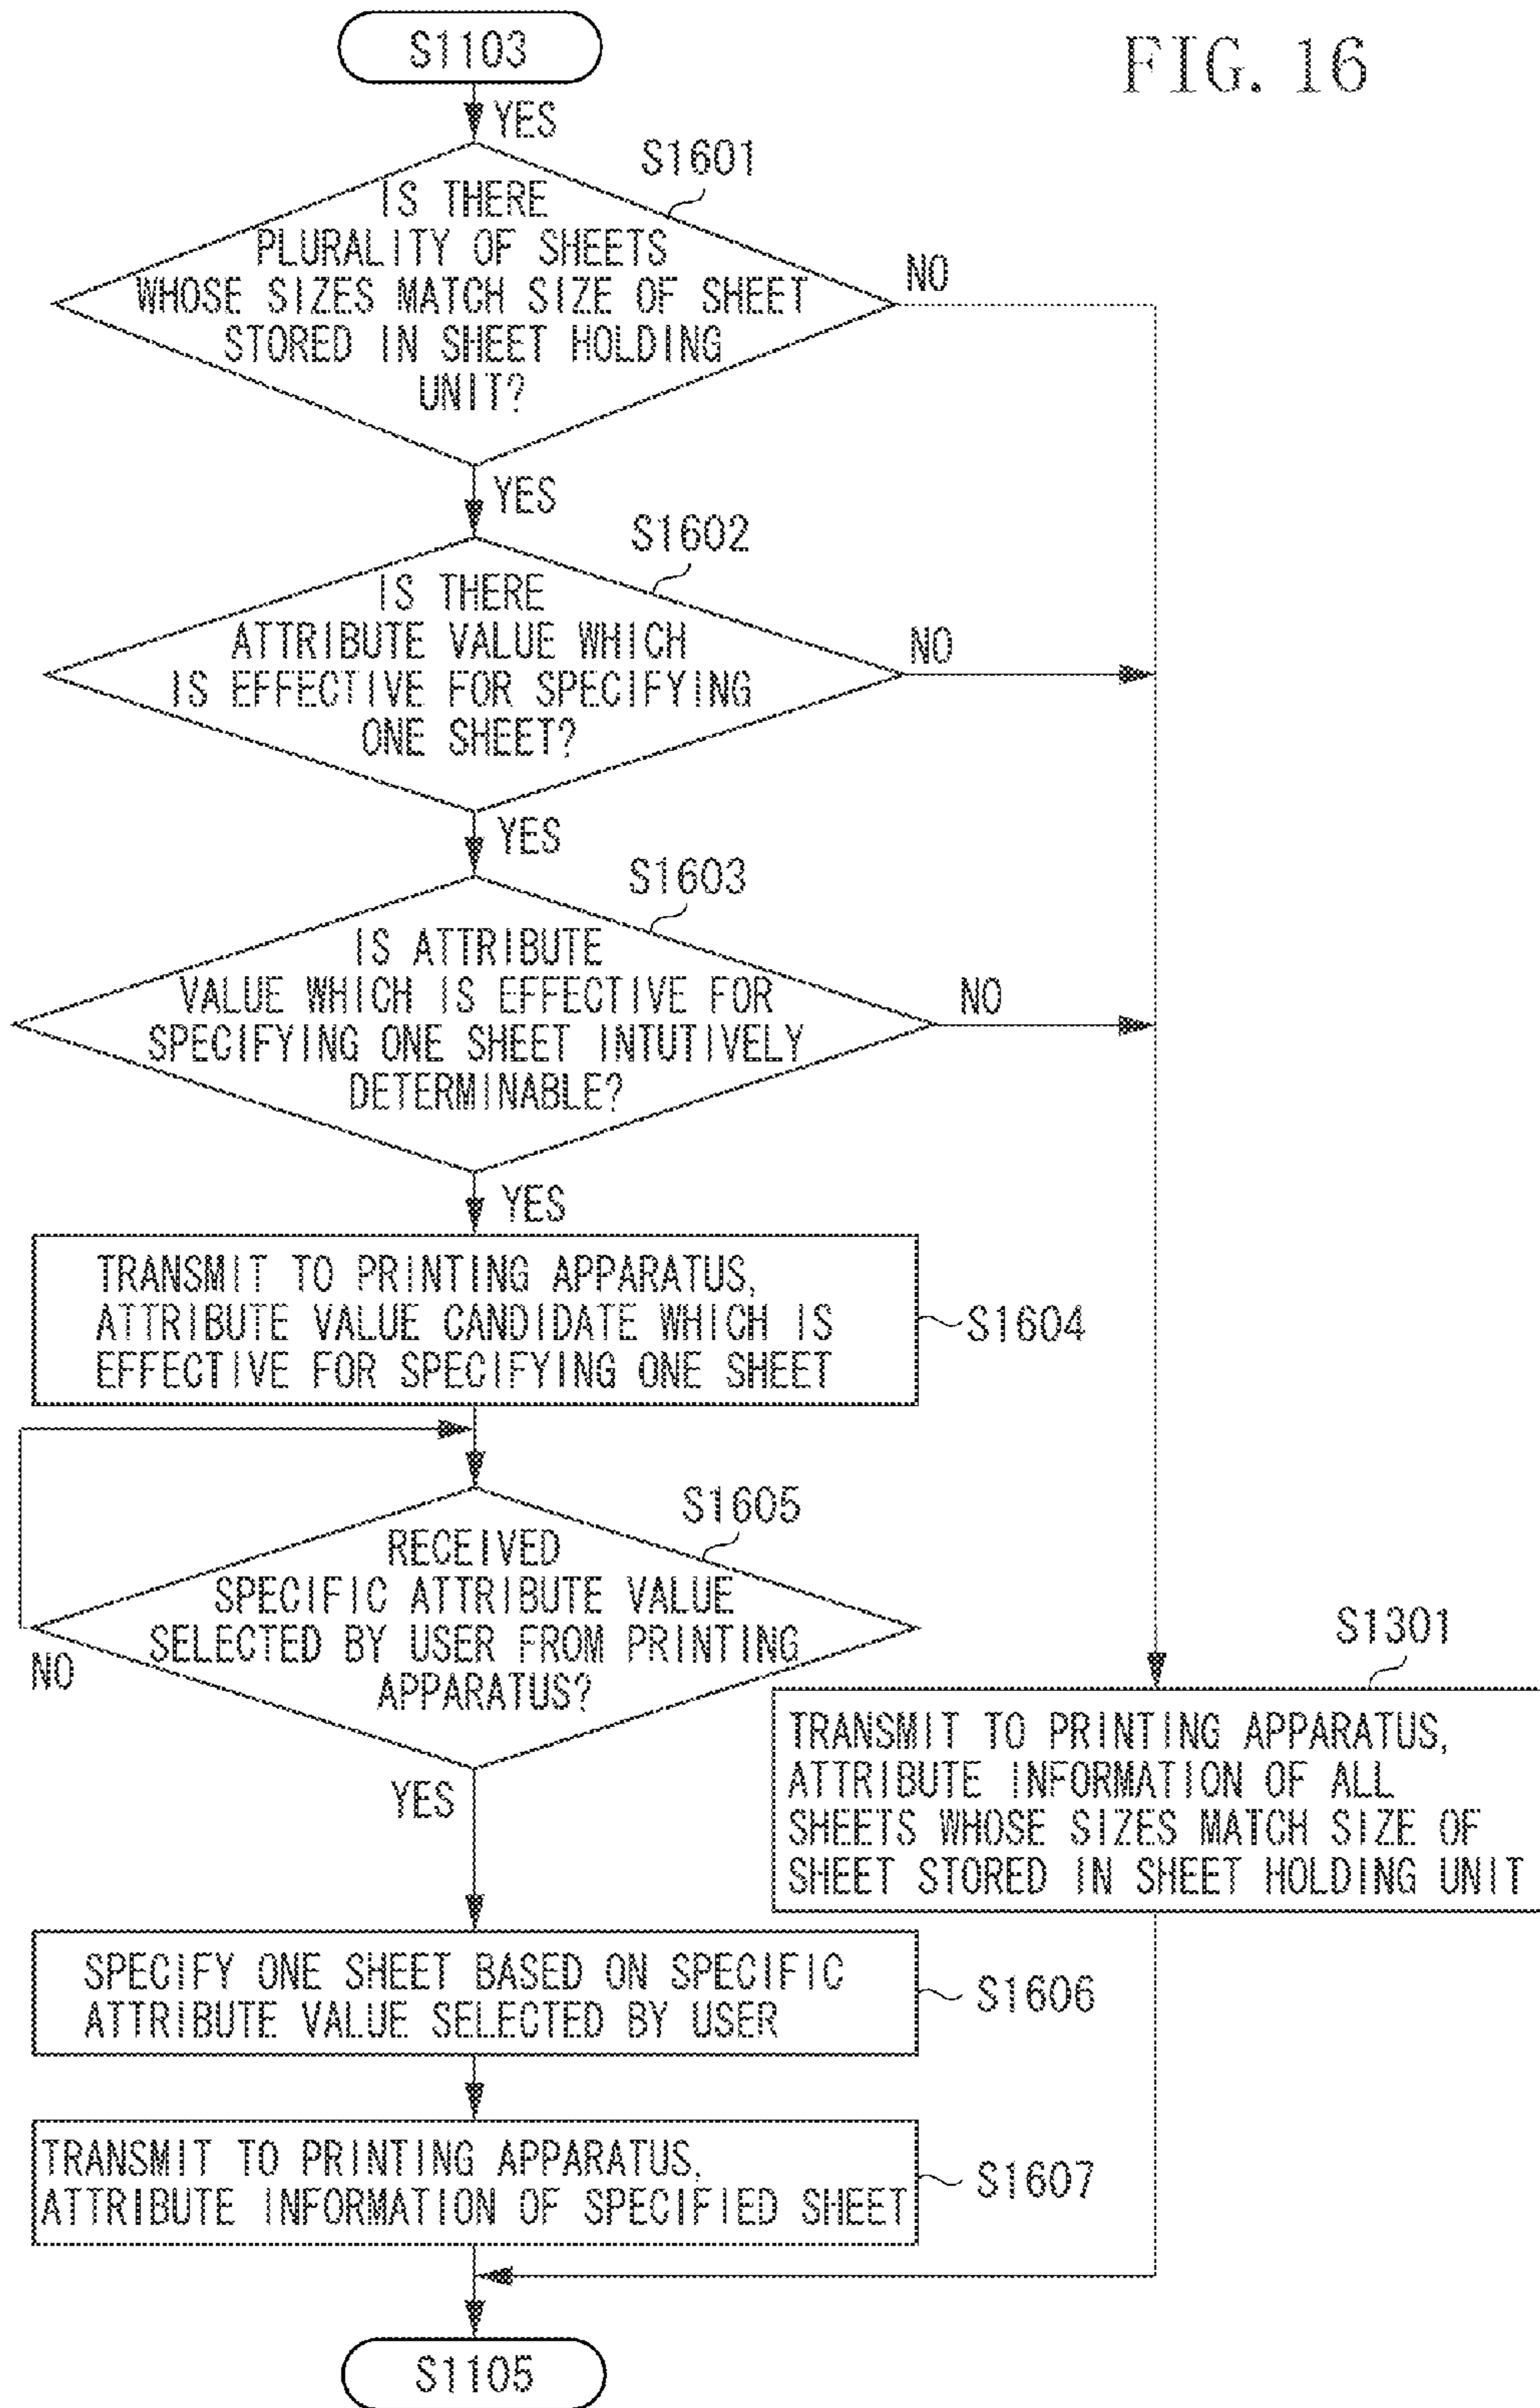 S1103
FIG. 16
YES
S1601
IS THERE
PLURALITY OF SHEETS
WHOSE SIZES MATCH SIZE OF SHEET
STORED IN SHEET HOLDING
UNIT?
NO
YES
S1602
IS THERE
ATTRIBUTE VALUE WHICH
IS EFFECTIVE FOR SPECIFYING
ONE SHEET?
NO
YES
S1603
IS ATTRIBUTE
VALUE WHICH IS EFFECTIVE FOR
SPECIFYING ONE SHEET INTUTIVELY
DETERMINABLE?
NO
YES
TRANSMIT TO PRINTING APPARATUS,
ATTRIBUTE VALUE CANDIDATE WHICH IS
EFFECTIVE FOR SPECIFYING ONE SHEET
S1604
S1605
RECEIVED
SPECIFIC ATTRIBUTE VALUE
SELECTED BY USER FROM PRINTING
APPARATUS?
NO
YES
S1301
TRANSMIT TO PRINTING APPARATUS,
ATTRIBUTE INFORMATION OF ALL
SHEETS WHOSE SIZES MATCH SIZE OF
SHEET STORED IN SHEET HOLDING UNIT
SPECIFY ONE SHEET BASED ON SPECIFIC
ATTRIBUTE VALUE SELECTED BY USER
S1606
TRANSMIT TO PRINTING APPARATUS,
ATTRIBUTE INFORMATION OF SPECIFIED SHEET
S1607
S1105